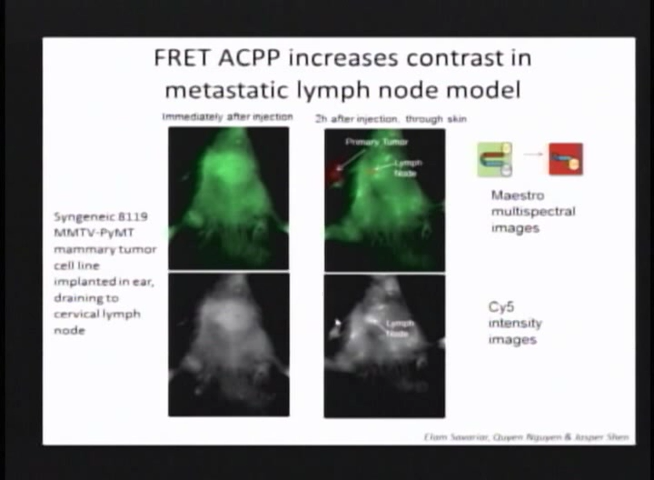 FRET ACPP increases contrast in
metastatic lymph node model
Immediately after injection
2h after injection, through skin
Primary Tumor
Lymph
Node
Maestro
multispectral
images
Syngeneic 8119
MMTV-PyMT
mammary tumor
cell line
implanted in ear,
draining to
cervical lymph
node
Lymph
Node
Cy5
intensity
images
Elam Savariar, Quyen Nguyen & Jasper Shen